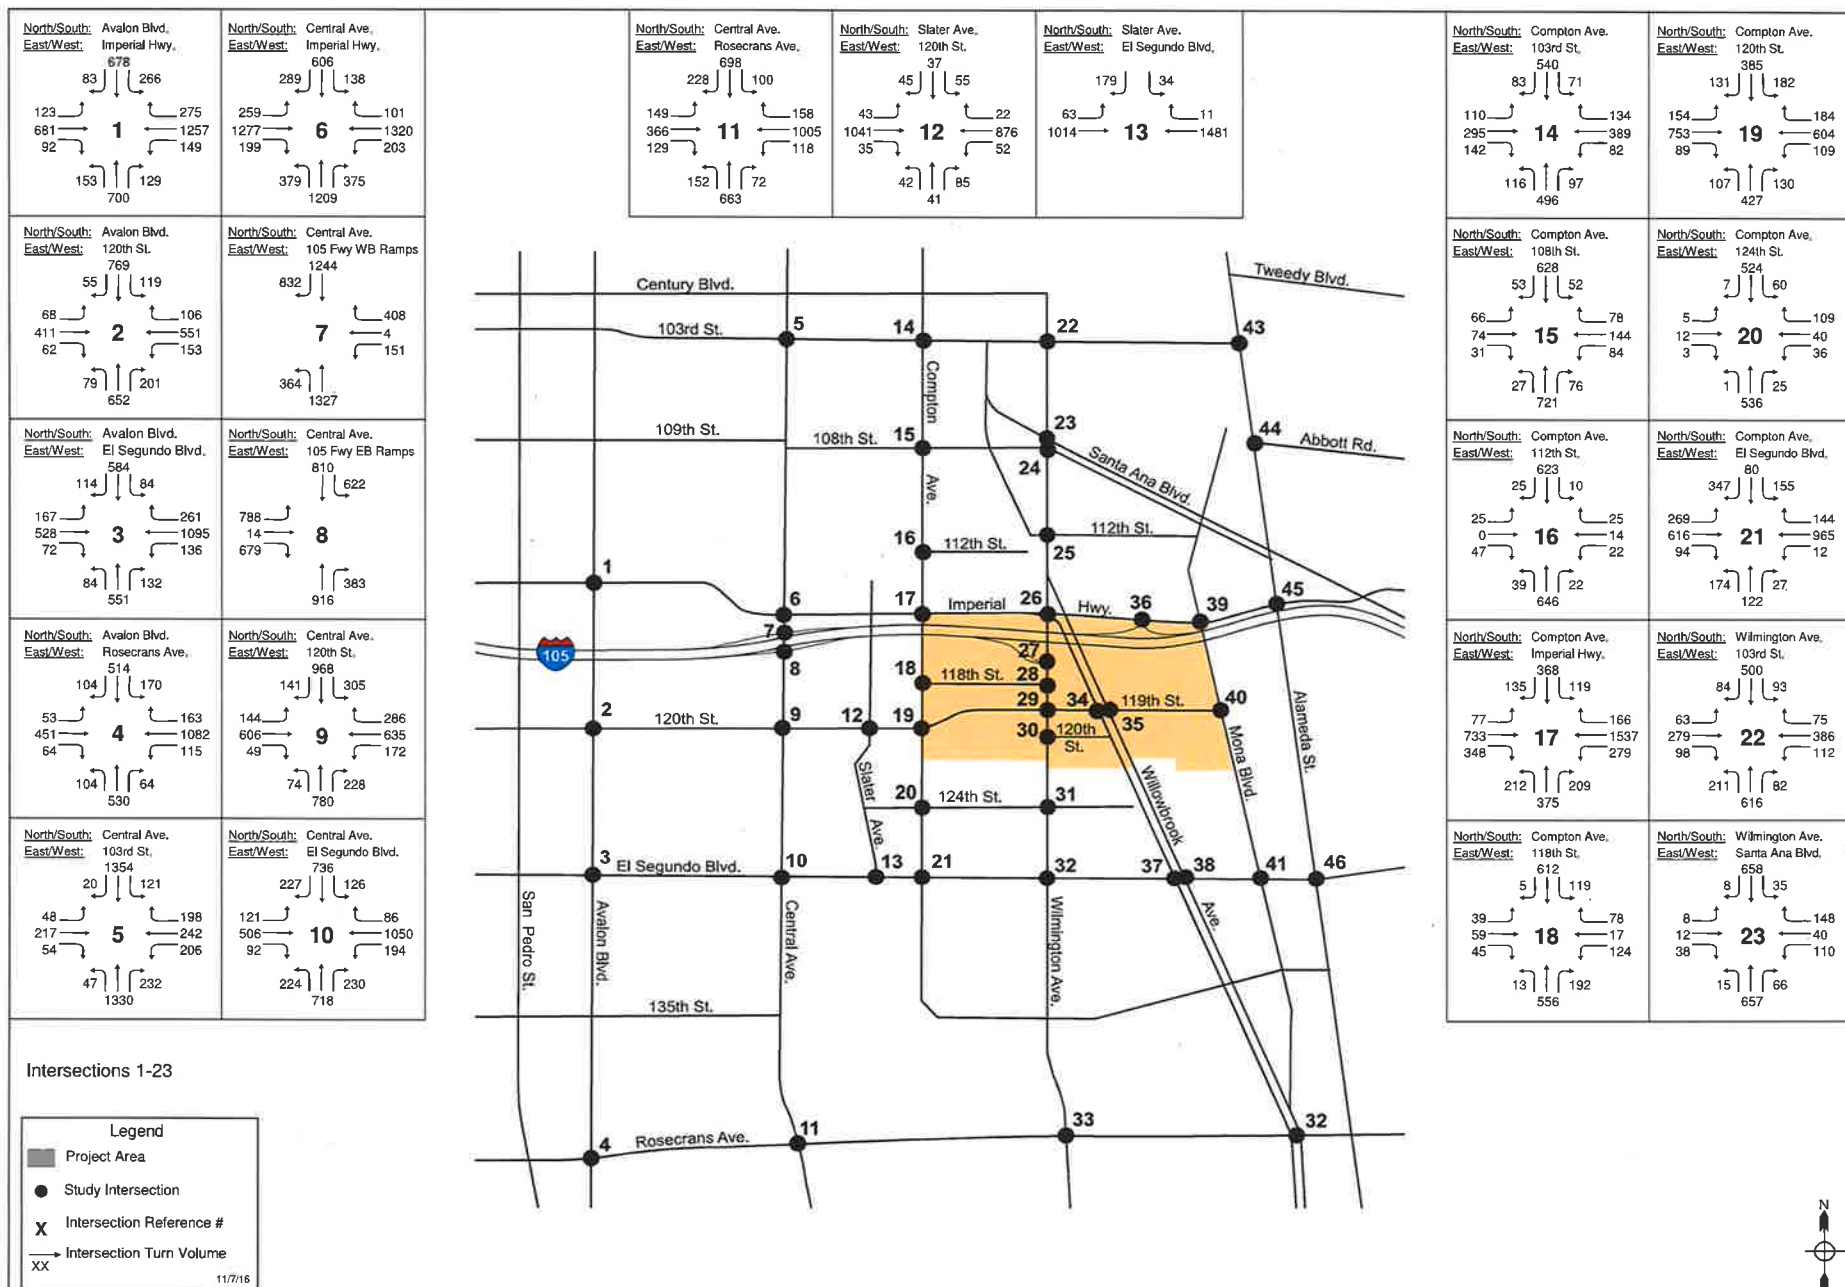 North/South: Avalon Blvd.
East/West: Imperial Hwy.
678
83 266
123 275
681 1 1257
92 149
153 129
700
North/South: Central Ave.
East/West: Imperial Hwy.
606
289 138
259 101
1277 6 1320
199 203
379 375
1209
North/South: Avalon Blvd.
East/West: 120th St.
769
55 119
68 106
411 2 551
62 153
79 201
652
North/South: Central Ave.
East/West: 105 Fwy WB Ramps
1244
832
408
7 4
151
364
1327
North/South: Avalon Blvd.
East/West: El Segundo Blvd.
584
114 84
167 261
528 3 1095
72 136
84 132
551
North/South: Central Ave.
East/West: 105 Fwy EB Ramps
810
622
788
14 8
679
383
916
North/South: Avalon Blvd.
East/West: Rosecrans Ave.
514
104 170
53 163
451 4 1082
64 115
104 64
530
North/South: Central Ave.
East/West: 120th St.
968
141 305
144 286
606 9 635
49 172
74 228
780
North/South: Central Ave.
East/West: 103rd St.
1354
20 121
48 198
217 5 242
54 206
47 232
1330
North/South: Central Ave.
East/West: El Segundo Blvd.
736
227 126
121 86
506 10 1050
92 194
224 230
718
North/South: Central Ave.
East/West: Rosecrans Ave.
698
228 100
149 158
366 11 1005
129 118
152 72
663
North/South: Slater Ave.
East/West: 120th St.
37
45 55
43 22
1041 12 876
35 52
42 85
41
North/South: Slater Ave.
East/West: El Segundo Blvd.
179 34
63 11
1014 13 1481
North/South: Compton Ave.
East/West: 103rd St.
540
83 71
110 134
295 14 389
142 82
116 97
496
North/South: Compton Ave.
East/West: 120th St.
385
131 182
154 184
753 19 604
89 109
107 130
427
North/South: Compton Ave.
East/West: 108th St.
628
53 52
66 78
74 15 144
31 84
27 76
721
North/South: Compton Ave.
East/West: 124th St.
524
7 60
5 109
12 20 40
3 36
1 25
536
North/South: Compton Ave.
East/West: 112th St.
623
25 10
25 25
0 16 14
47 22
39 22
646
North/South: Compton Ave.
East/West: El Segundo Blvd.
80
347 155
269 144
616 21 965
94 12
174 27
122
North/South: Compton Ave.
East/West: Imperial Hwy.
368
135 119
77 166
733 17 1537
348 279
212 209
375
North/South: Wilmington Ave.
East/West: 103rd St.
500
84 93
63 75
279 22 386
98 112
211 82
616
North/South: Compton Ave.
East/West: 118th St.
612
5 119
39 78
59 18 17
45 124
13 192
556
North/South: Wilmington Ave.
East/West: Santa Ana Blvd.
658
8 35
8 148
12 23 40
38 110
15 66
657
Tweedy Blvd.
Century Blvd.
103rd St.
5 14 22 43
Compton
Ave.
109th St.
108th St.
15 23 24 44
Santa Ana Blvd.
Abbott Rd.
16 112th St.
112th St.
25
1 6 17 Imperial 26 Hwy. 36 39 45
7
105
8
27
18 118th St. 28
29 34 119th St. 40
2 120th St. 9 12 19
30 120th
St.
35
Mona Blvd.
Alameda St.
Slater
Ave.
Willowbrook
Ave.
20 124th St. 31
3 El Segundo Blvd. 10 13 21 32 37 38 41 46
San Pedro St.
Avalon Blvd.
Central Ave.
Wilmington Ave.
135th St.
4 Rosecrans Ave. 11 33 32
Intersections 1-23
Legend
Project Area
Study Intersection
X Intersection Reference #
Intersection Turn Volume
XX
11/7/16
N